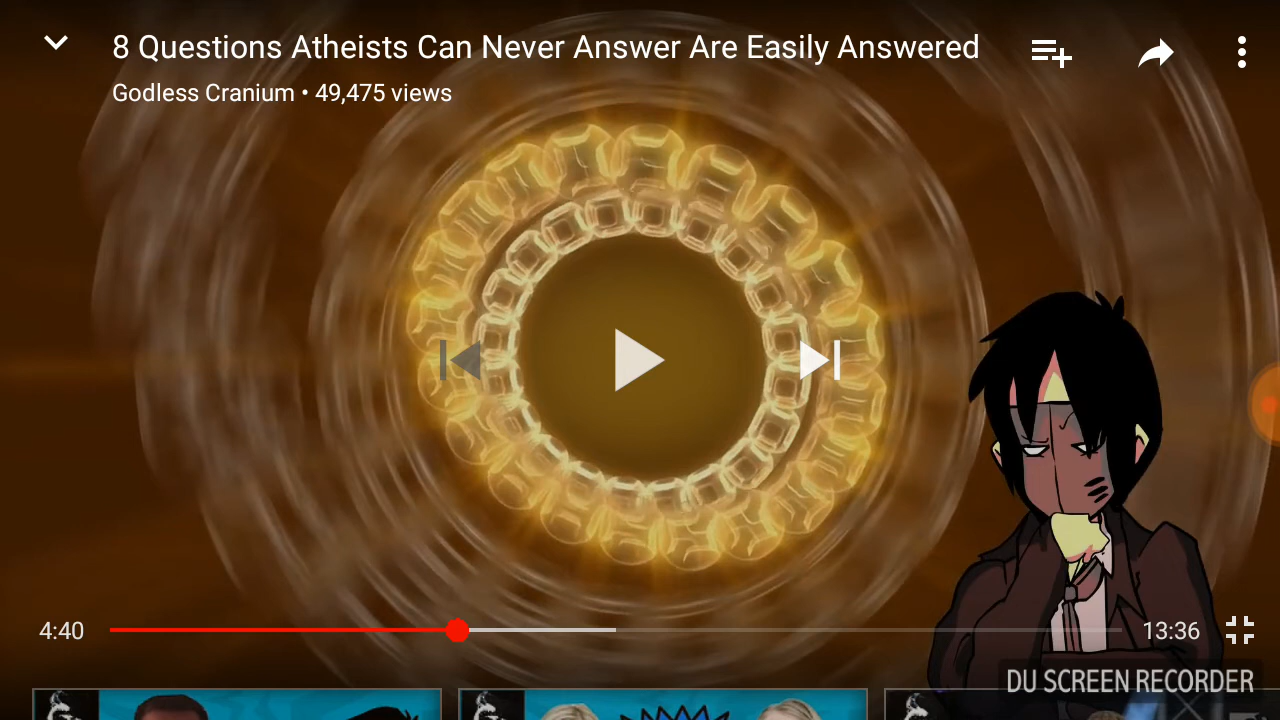 8 Questions Atheists Can Never Answer Are Easily Answered
Godless Cranium • 49,475 views
4:40
13:36
DU SCREEN RECORDER